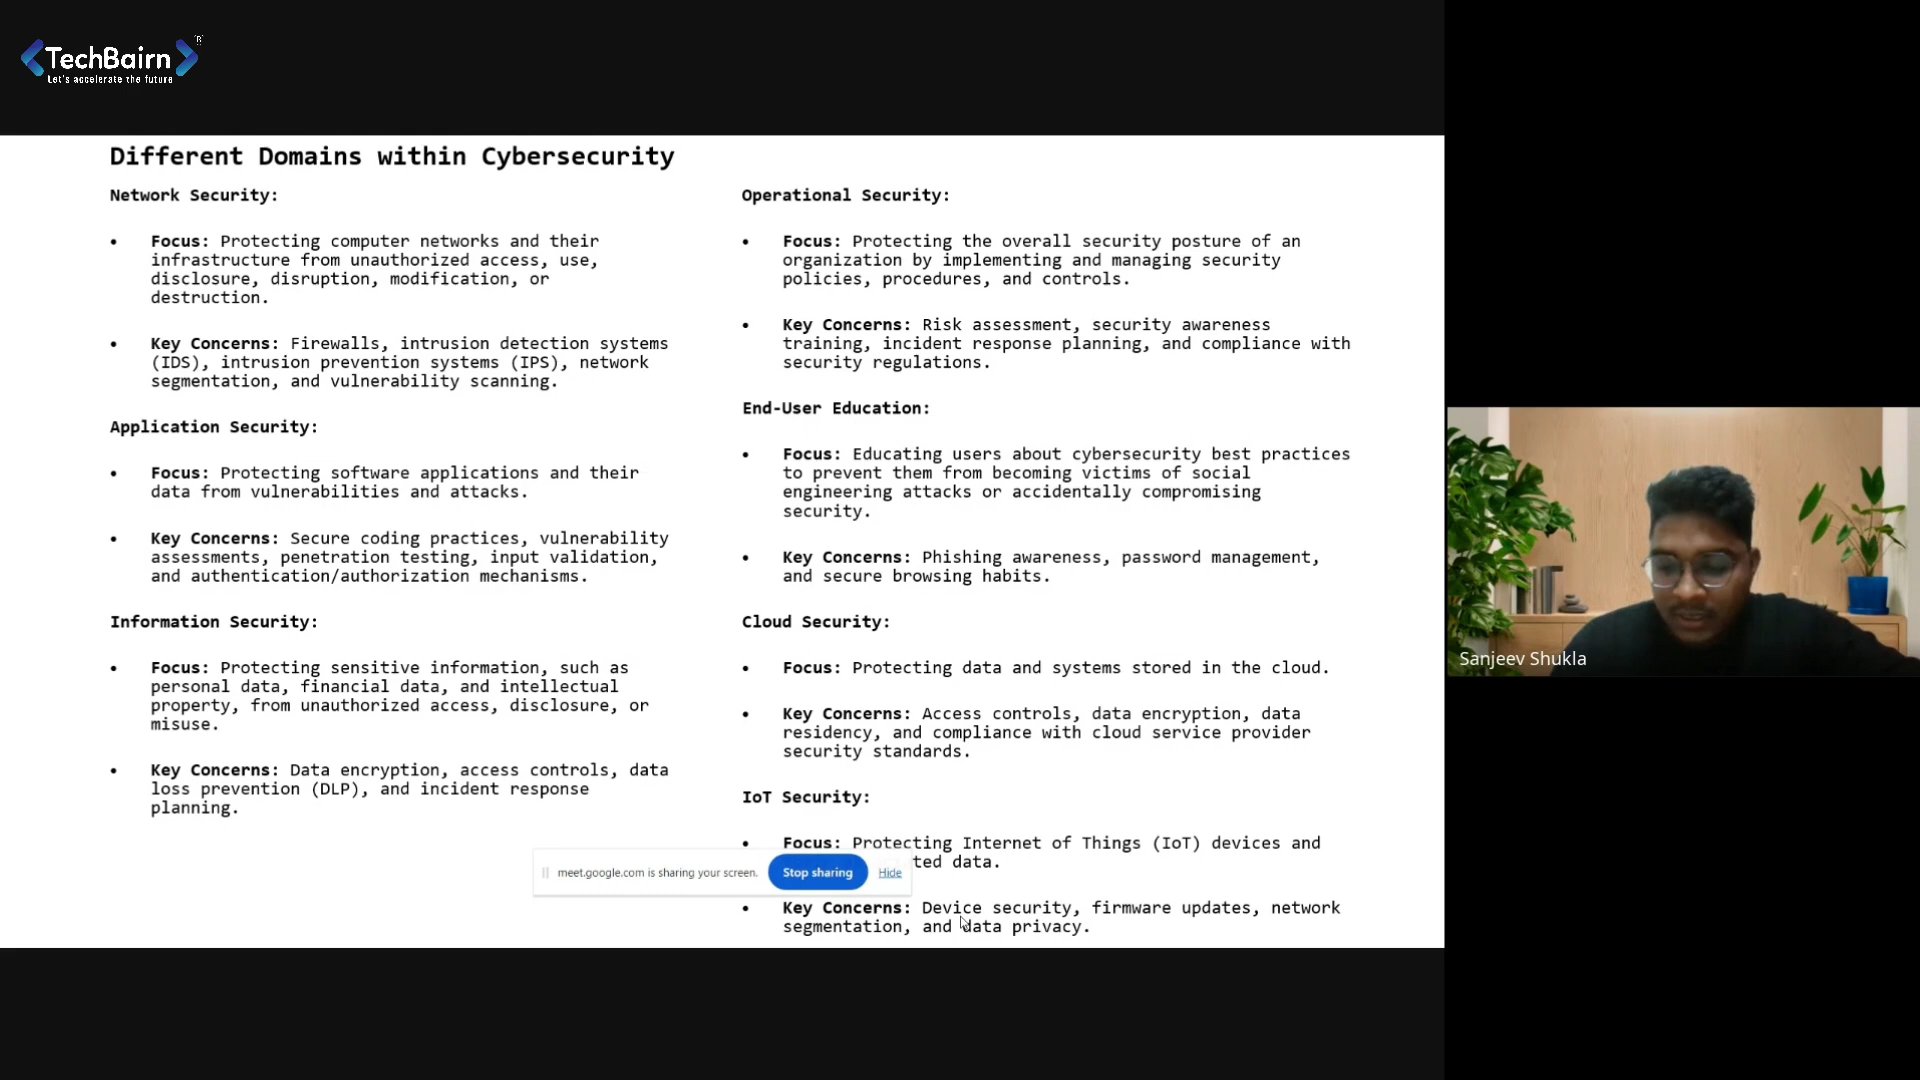 TechBairn
Let's accelerate the future
Different Domains within Cybersecurity
Network Security:
• Focus: Protecting computer networks and their
infrastructure from unauthorized access, use,
disclosure, disruption, modification, or
destruction.
• Key Concerns: Firewalls, intrusion detection systems
(IDS), intrusion prevention systems (IPS), network
segmentation, and vulnerability scanning.
Application Security:
• Focus: Protecting software applications and their
data from vulnerabilities and attacks.
• Key Concerns: Secure coding practices, vulnerability
assessments, penetration testing, input validation,
and authentication/authorization mechanisms.
Information Security:
• Focus: Protecting sensitive information, such as
personal data, financial data, and intellectual
property, from unauthorized access, disclosure, or
misuse.
• Key Concerns: Data encryption, access controls, data
loss prevention (DLP), and incident response
planning.
Operational Security:
• Focus: Protecting the overall security posture of an
organization by implementing and managing security
policies, procedures, and controls.
• Key Concerns: Risk assessment, security awareness
training, incident response planning, and compliance with
security regulations.
End-User Education:
• Focus: Educating users about cybersecurity best practices
to prevent them from becoming victims of social
engineering attacks or accidentally compromising
security.
• Key Concerns: Phishing awareness, password management,
and secure browsing habits.
Cloud Security:
• Focus: Protecting data and systems stored in the cloud.
• Key Concerns: Access controls, data encryption, data
residency, and compliance with cloud service provider
security standards.
IoT Security:
• Focus: Protecting Internet of Things (IoT) devices and
ted data.
• Key Concerns: Device security, firmware updates, network
segmentation, and data privacy.
meet.google.com is sharing your screen.
Stop sharing
Hide
Sanjeev Shukla